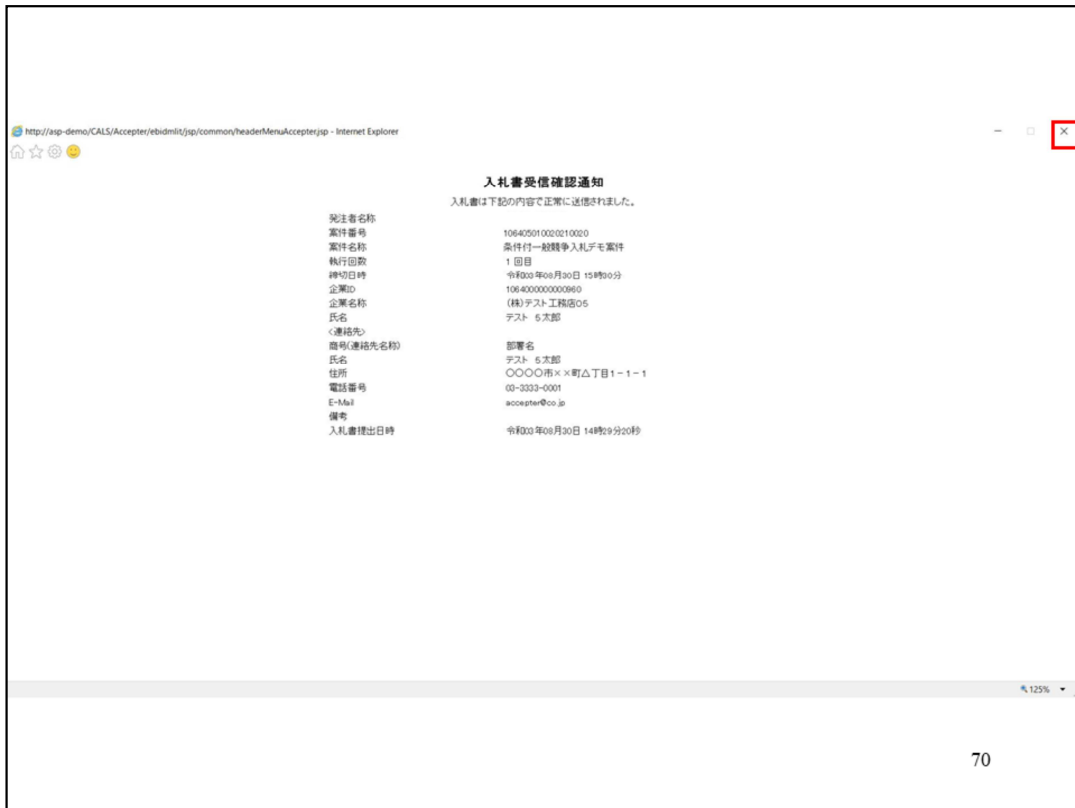 http://asp-demo/CALS/Accepter/ebidmlit/jsp/common/headerMenuAccepter.jsp - Internet Explorer
入札書受信確認通知
入札書は下記の内容で正常に送信されました。
発注者名称
案件番号 106405010020210020
案件名称 条件付一般競争入札デモ案件
執行回数 1回目
締切日時 令和03年08月30日 15時00分
企業ID 1064000000000960
企業名称 (株)テスト工務店05
氏名 テスト 5太郎
<連絡先>
商号(連絡先名称) 部署名
氏名 テスト 5太郎
住所 〇〇〇〇市××町△丁目1-1-1
電話番号 03-3333-0001
E-Mail accepter@co.jp
備考
入札書提出日時 令和03年08月30日 14時29分20秒
125%
70